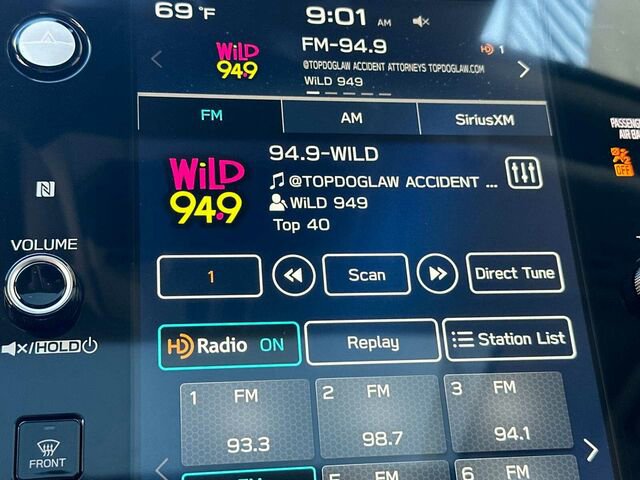 69 °F
9:01 AM
WiLD
94.9
FM-94.9
HD 1
@TOPDOGLAW ACCIDENT ATTORNEYS TOPDOGLAW.COM
WiLD 949
FM
AM
SiriusXM
WiLD
94.9
94.9-WILD
@TOPDOGLAW ACCIDENT ...
WiLD 949
Top 40
1
Scan
Direct Tune
HD Radio ON
Replay
Station List
1 FM
93.3
2 FM
98.7
3 FM
94.1
FM
5 FM
6 FM
N
VOLUME
/HOLD
FRONT
OFF